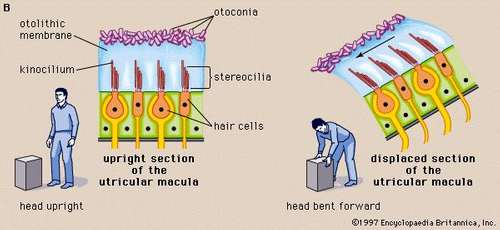 B
otoconia
otolithic
membrane
kinocilium
stereocilia
hair cells
upright section
of the
utricular macula
displaced section
of the
utricular macula
head upright
head bent forward
©1997 Encyclopaedia Britannica, Inc.